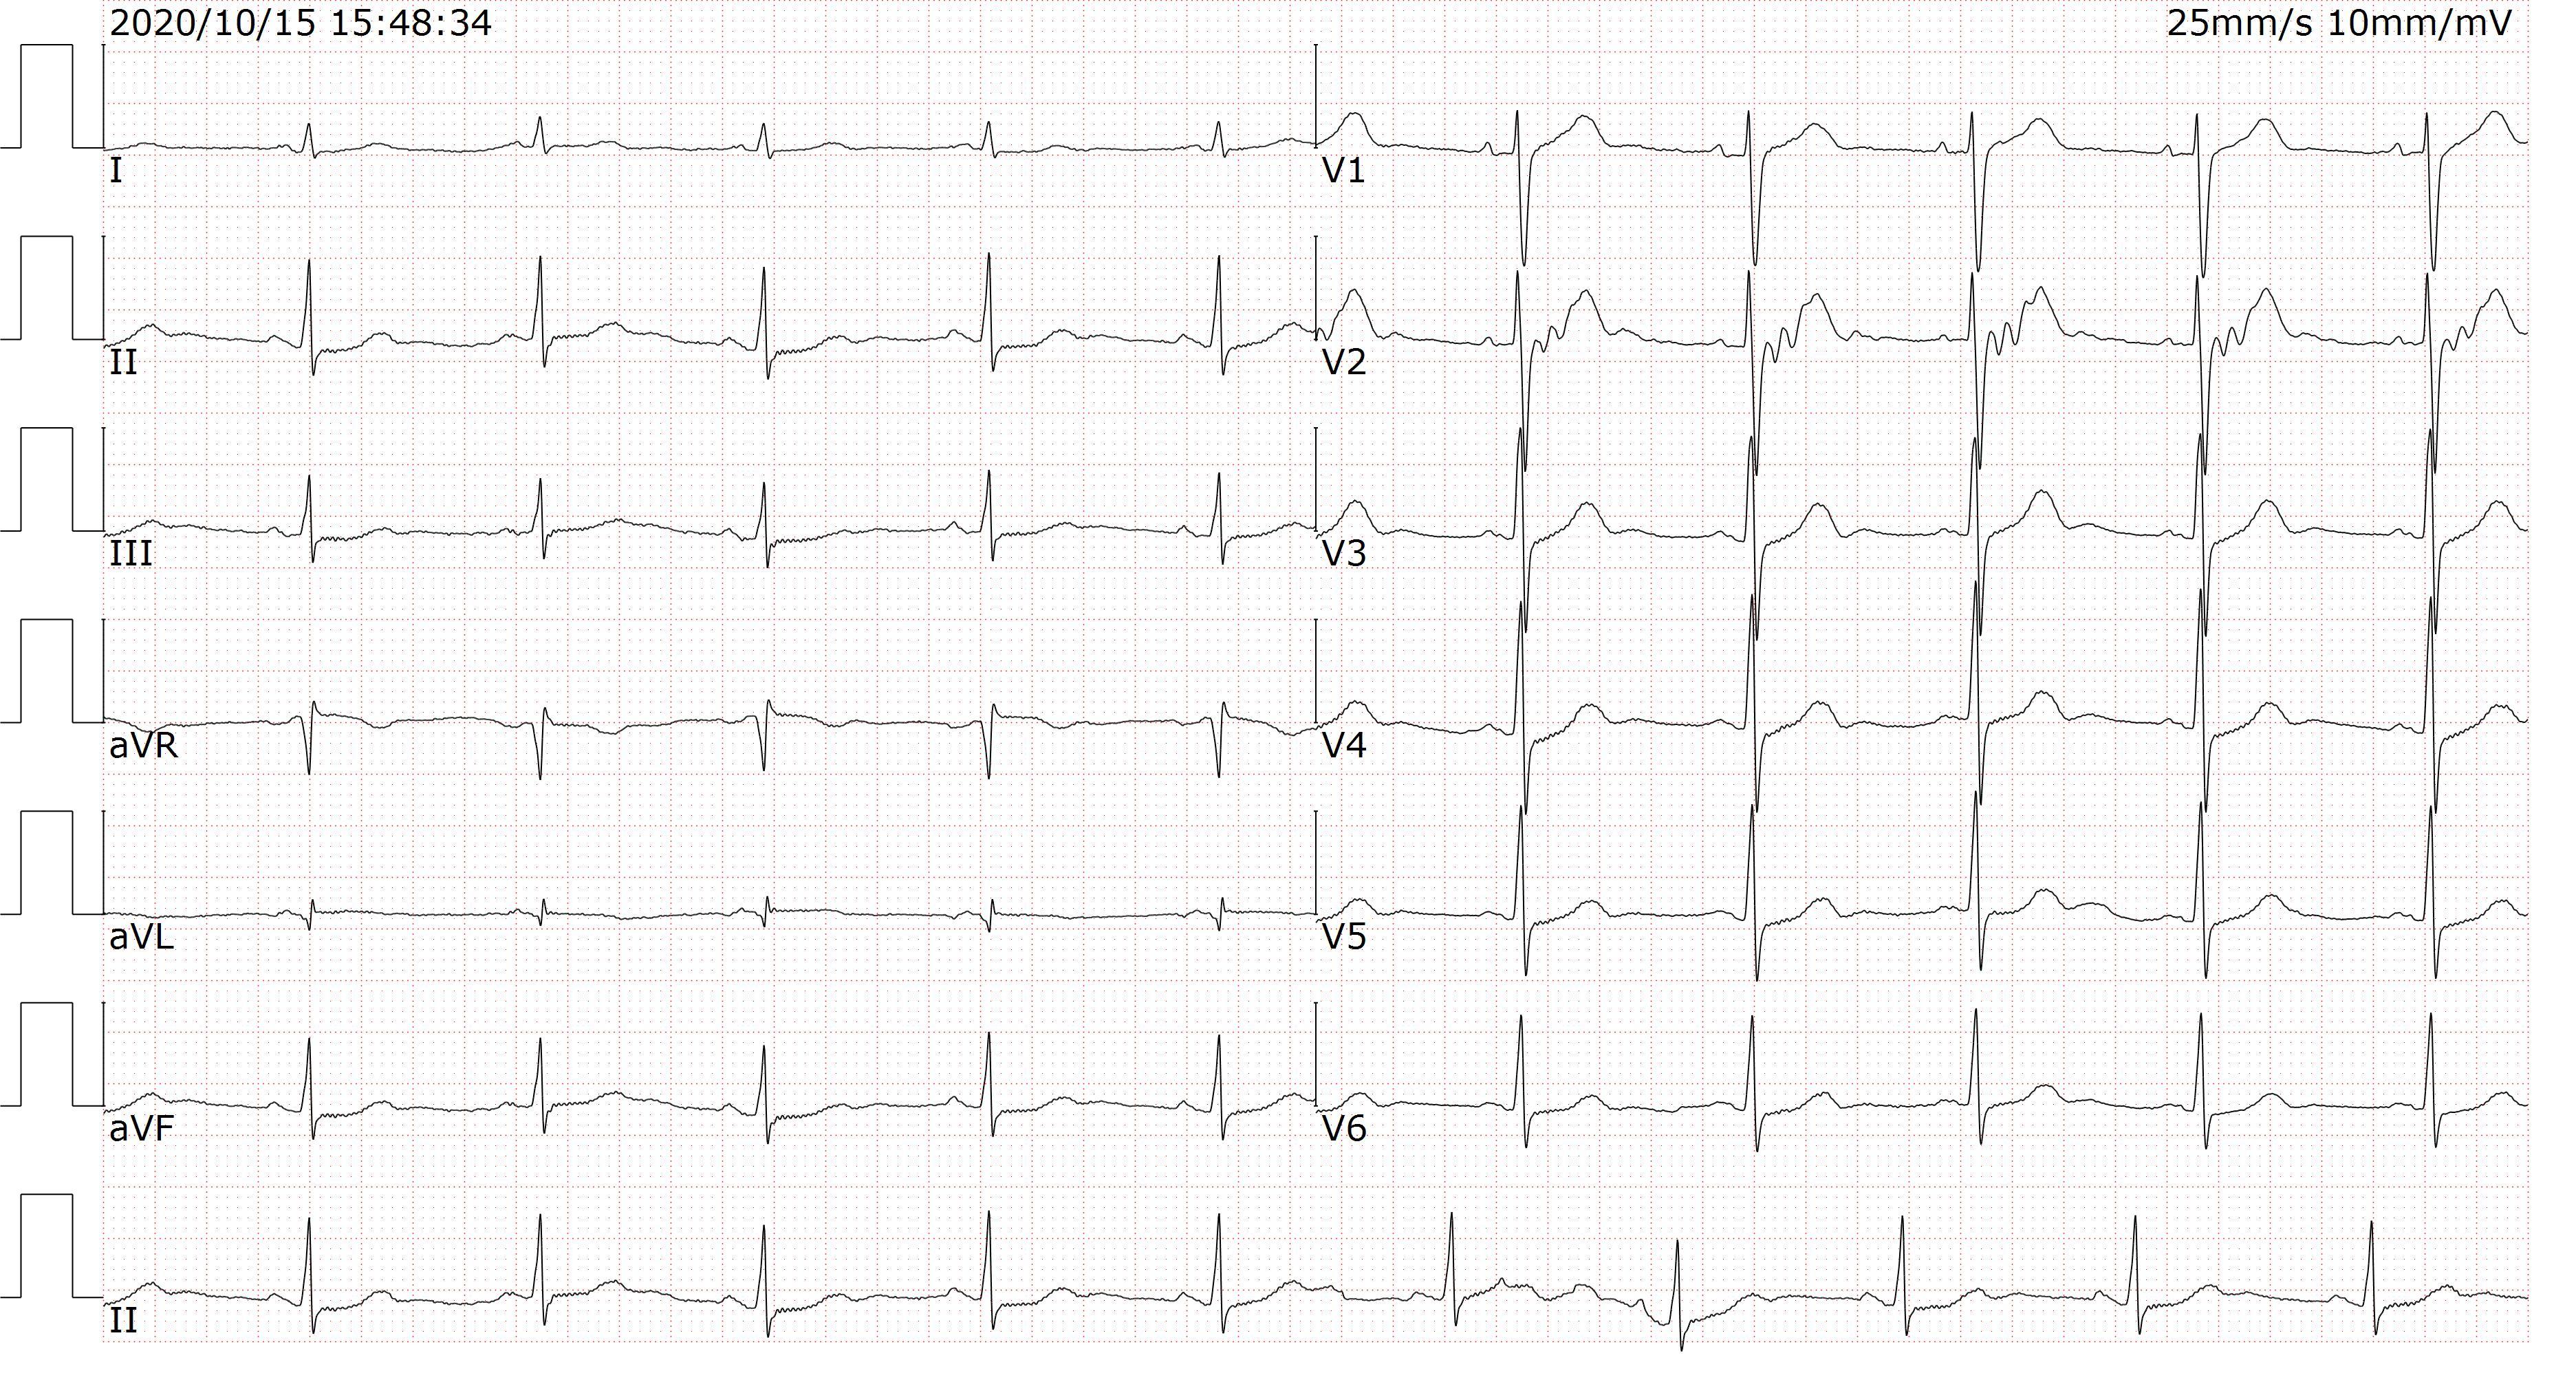 2020/10/15 15:48:34 25mm/s 10mm/mV
I V1
II V2
III V3
aVR V4
aVL V5
aVF V6
II